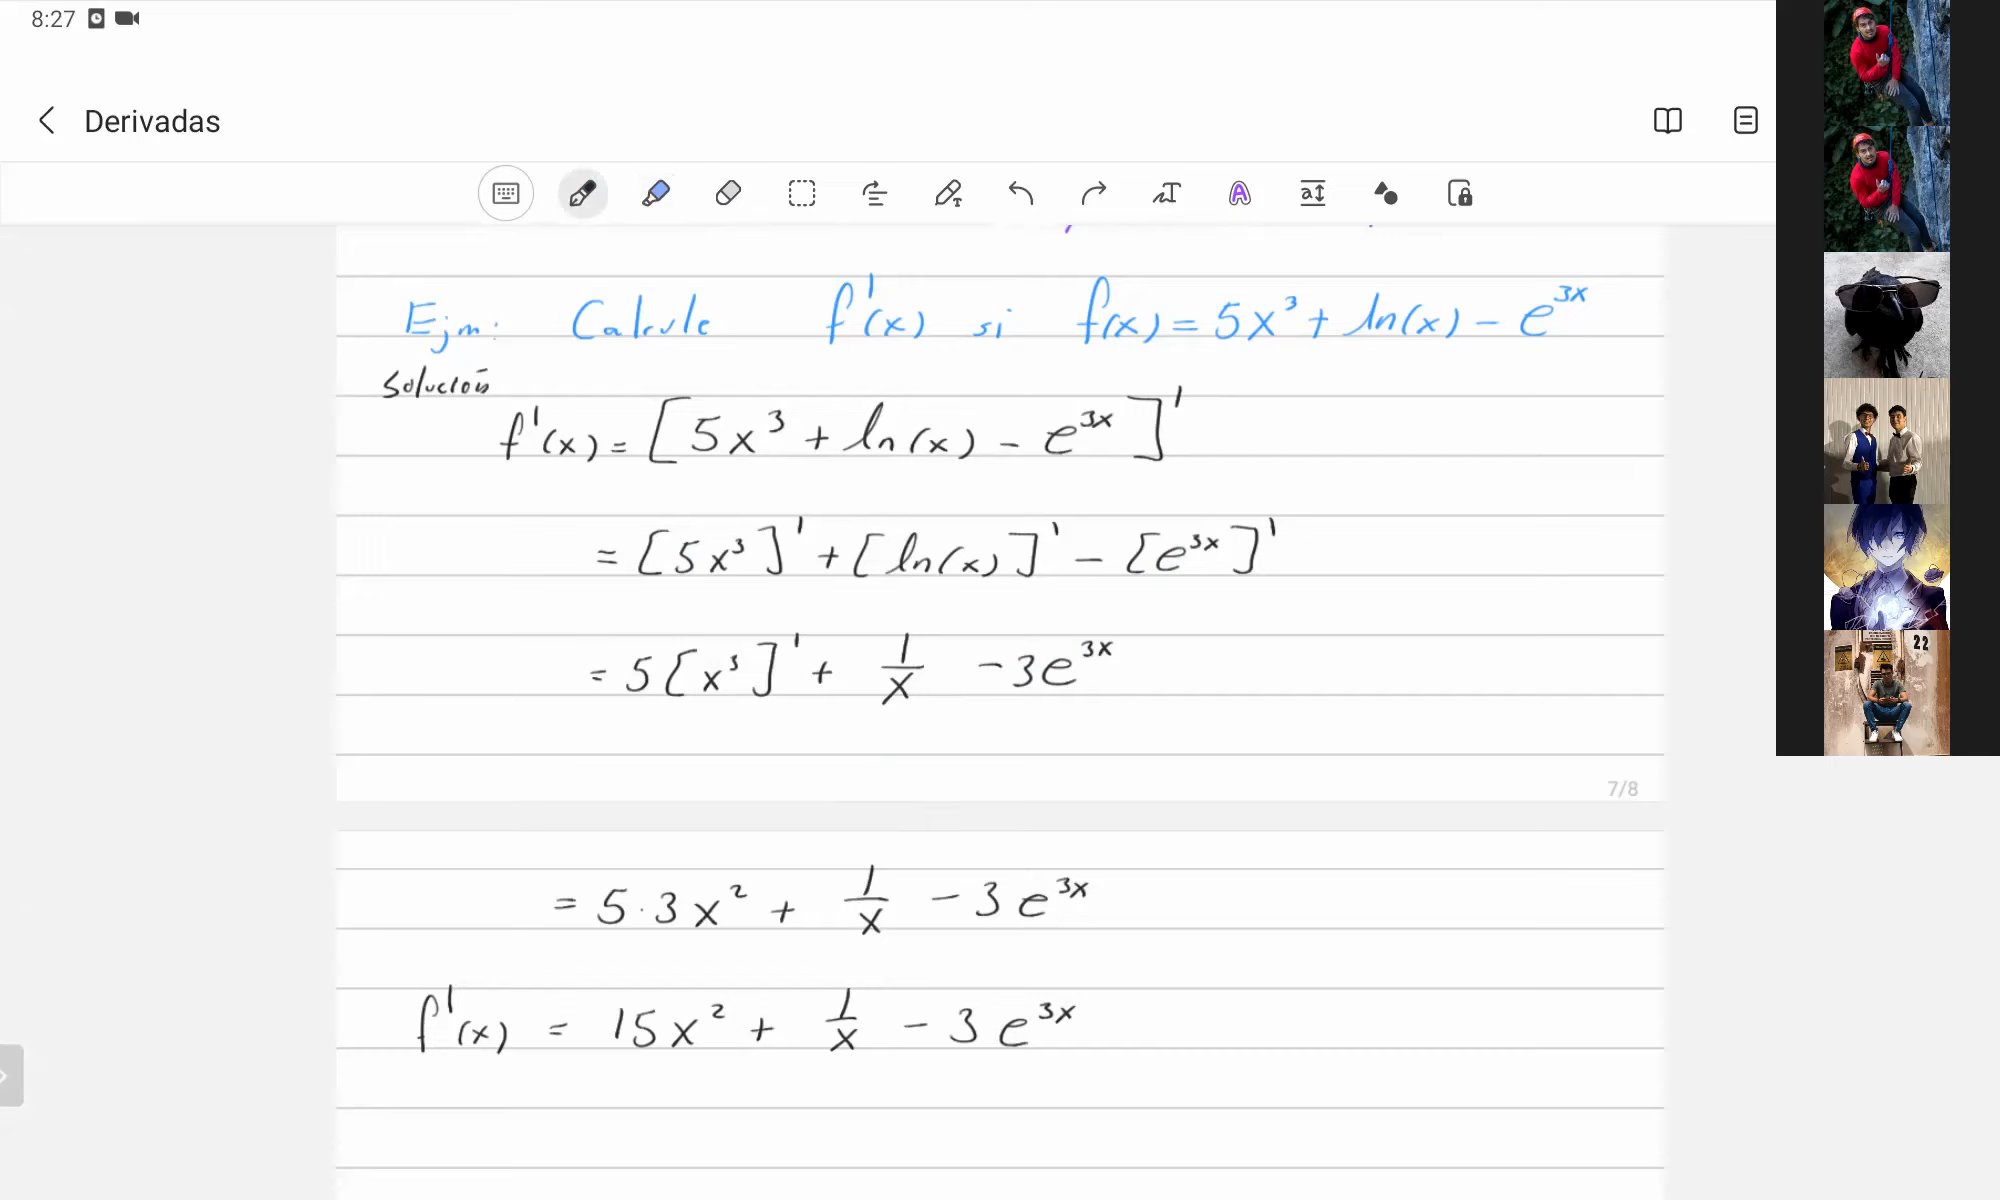 8:27
Derivadas
Ejm: Calcule f'(x) si f(x) = 5x³ + ln(x) - e^{3x}
Solución
f'(x) = [5x³ + ln(x) - e^{3x}]'
= [5x³]' + [ln(x)]' - [e^{3x}]'
= 5[x³]' + 1/x - 3e^{3x}
7/8
= 5·3x² + 1/x - 3e^{3x}
f'(x) = 15x² + 1/x - 3e^{3x}
22